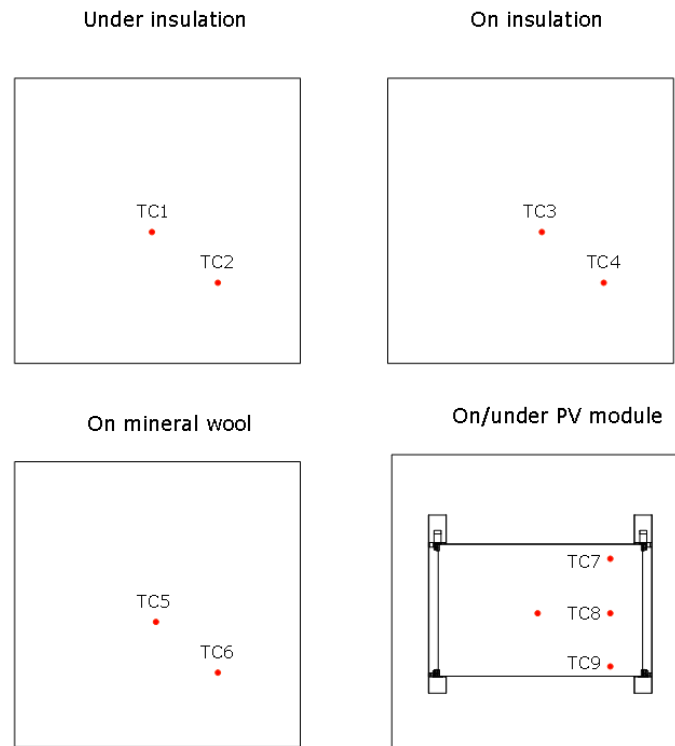 Under insulation
On insulation
TC1
TC2
TC3
TC4
On mineral wool
On/under PV module
TC5
TC6
TC7
TC8
TC9